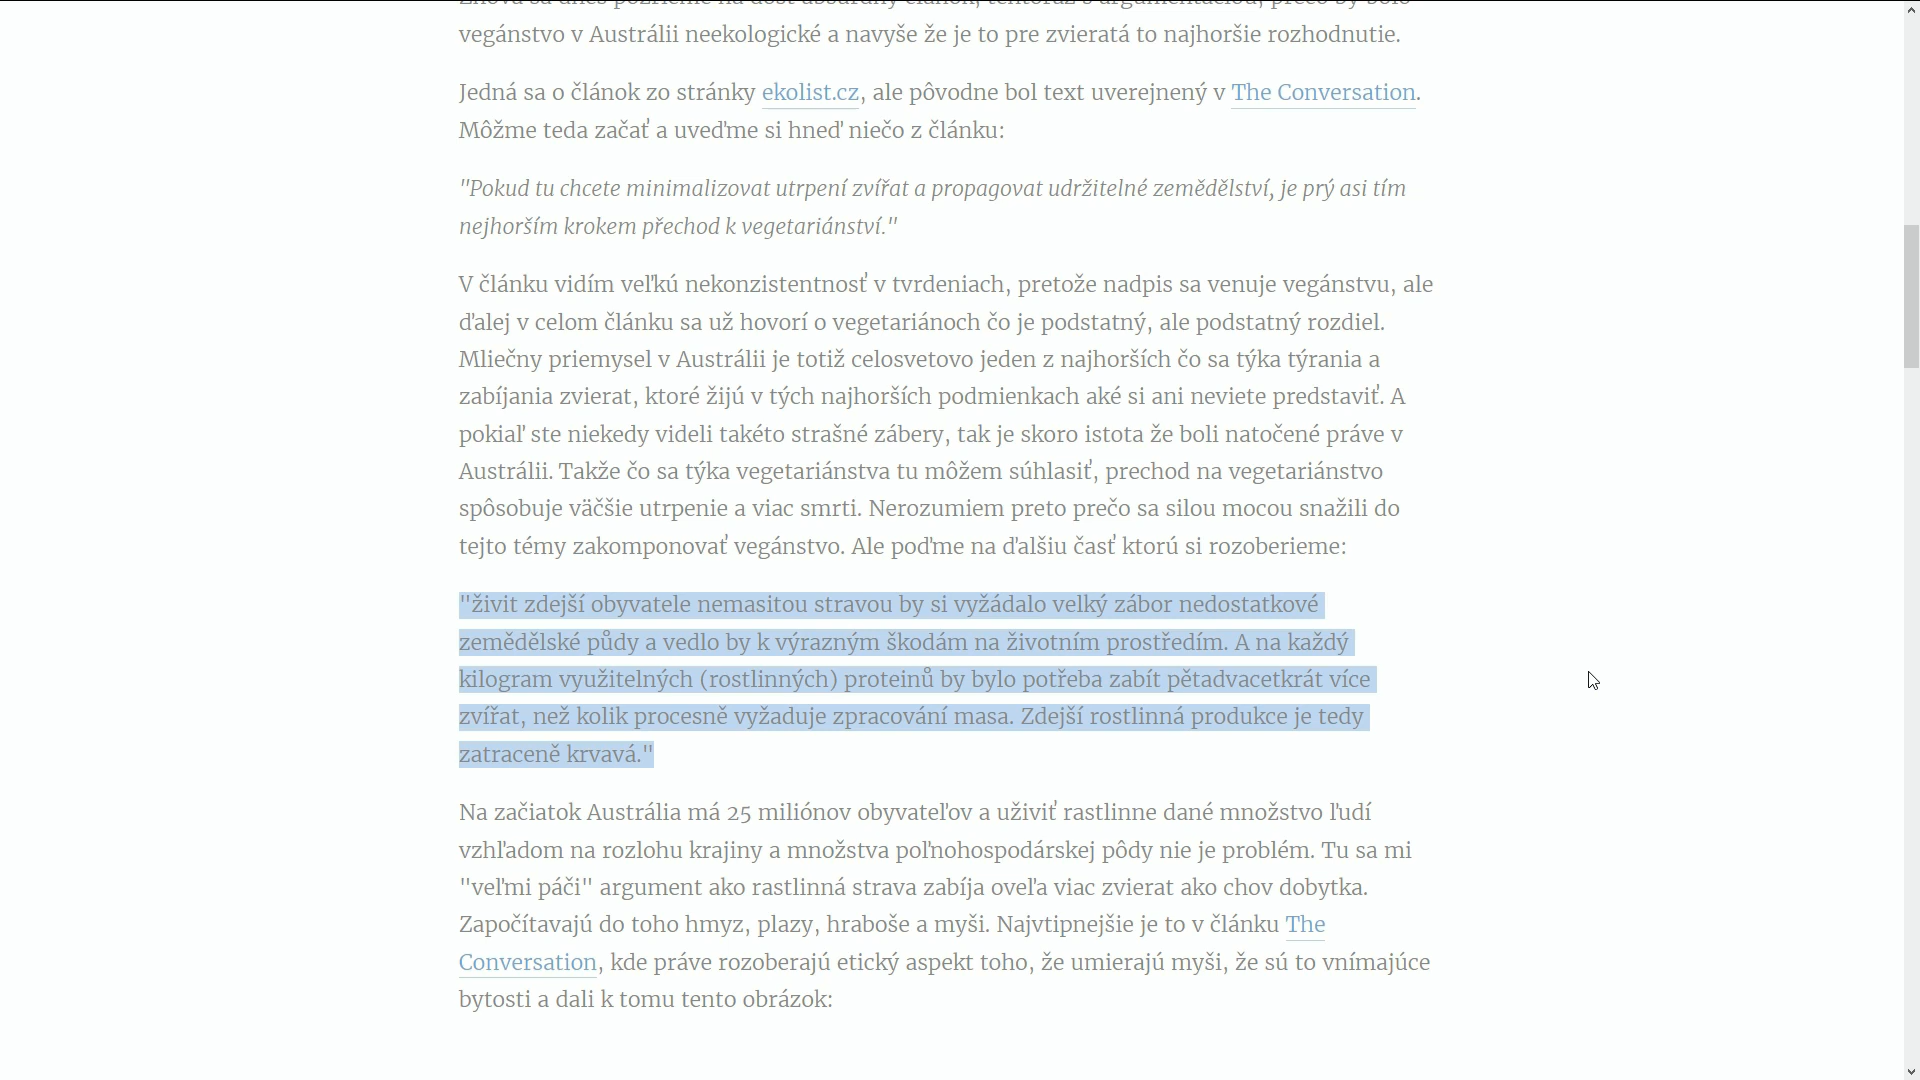 vegánstvo v Austrálii neekologické a navyše že je to pre zvieratá to najhoršie rozhodnutie.
Jedná sa o článok zo stránky ekolist.cz, ale pôvodne bol text uverejnený v The Conversation.
Môžme teda začať a uveďme si hneď niečo z článku:
"Pokud tu chcete minimalizovat utrpení zvířat a propagovat udržitelné zemědělství, je prý asi tím
nejhorším krokem přechod k vegetariánství."
V článku vidím veľkú nekonzistentnosť v tvrdeniach, pretože nadpis sa venuje vegánstvu, ale
ďalej v celom článku sa už hovorí o vegetariánoch čo je podstatný, ale podstatný rozdiel.
Mliečny priemysel v Austrálii je totiž celosvetovo jeden z najhorších čo sa týka týrania a
zabíjania zvierat, ktoré žijú v tých najhorších podmienkach aké si ani neviete predstaviť. A
pokiaľ ste niekedy videli takéto strašné zábery, tak je skoro istota že boli natočené práve v
Austrálii. Takže čo sa týka vegetariánstva tu môžem súhlasiť, prechod na vegetariánstvo
spôsobuje väčšie utrpenie a viac smrti. Nerozumiem preto prečo sa silou mocou snažili do
tejto témy zakomponovať vegánstvo. Ale poďme na ďalšiu časť ktorú si rozoberieme:
"živit zdejší obyvatele nemasitou stravou by si vyžádalo velký zábor nedostatkové
zemědělské půdy a vedlo by k výrazným škodám na životním prostředím. A na každý
kilogram využitelných (rostlinných) proteinů by bylo potřeba zabít pětadvacetkrát více
zvířat, než kolik procesně vyžaduje zpracování masa. Zdejší rostlinná produkce je tedy
zatraceně krvavá."
Na začiatok Austrália má 25 miliónov obyvateľov a uživiť rastlinne dané množstvo ľudí
vzhľadom na rozlohu krajiny a množstva poľnohospodárskej pôdy nie je problém. Tu sa mi
"veľmi páči" argument ako rastlinná strava zabíja oveľa viac zvierat ako chov dobytka.
Započítavajú do toho hmyz, plazy, hraboše a myši. Najvtipnejšie je to v článku The
Conversation, kde práve rozoberajú etický aspekt toho, že umierajú myši, že sú to vnímajúce
bytosti a dali k tomu tento obrázok: